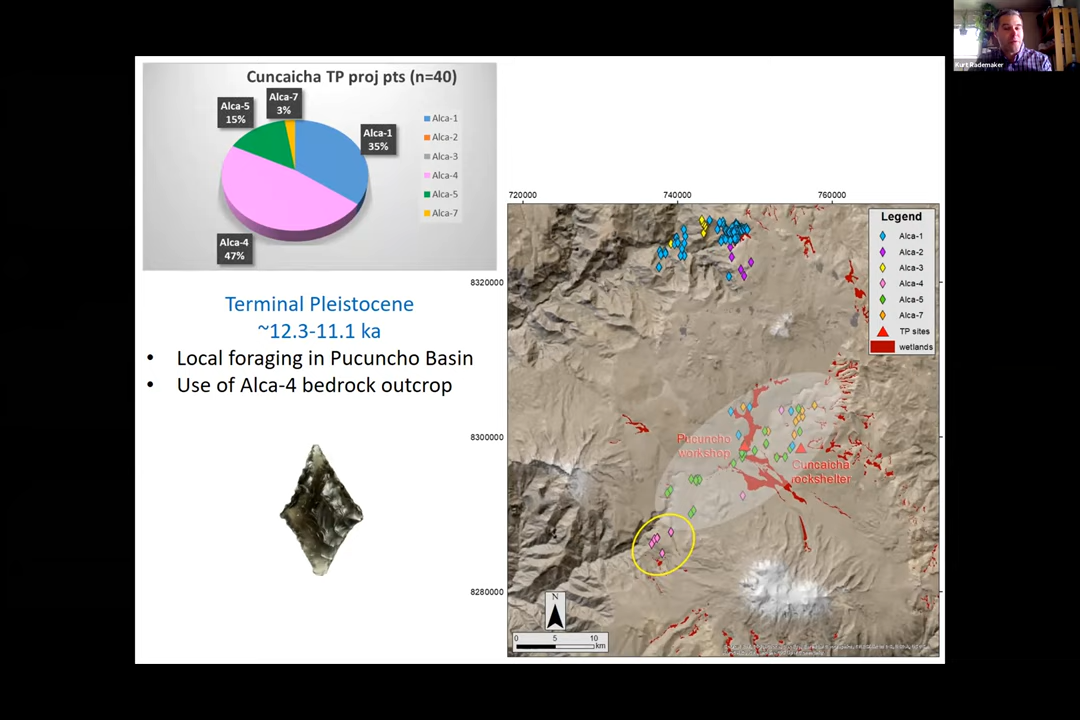 Kurt Rademaker
Cuncaicha TP proj pts (n=40)
Alca-7
3%
Alca-5
15%
Alca-1
35%
Alca-4
47%
Alca-1
Alca-2
Alca-3
Alca-4
Alca-5
Alca-7
Terminal Pleistocene
~12.3-11.1 ka
• Local foraging in Pucuncho Basin
• Use of Alca-4 bedrock outcrop
720000
740000
760000
8320000
8300000
8280000
Legend
Alca-1
Alca-2
Alca-3
Alca-4
Alca-5
Alca-7
TP sites
wetlands
Pucuncho
workshop
Cuncaicha
rockshelter
N
0 5 10
km